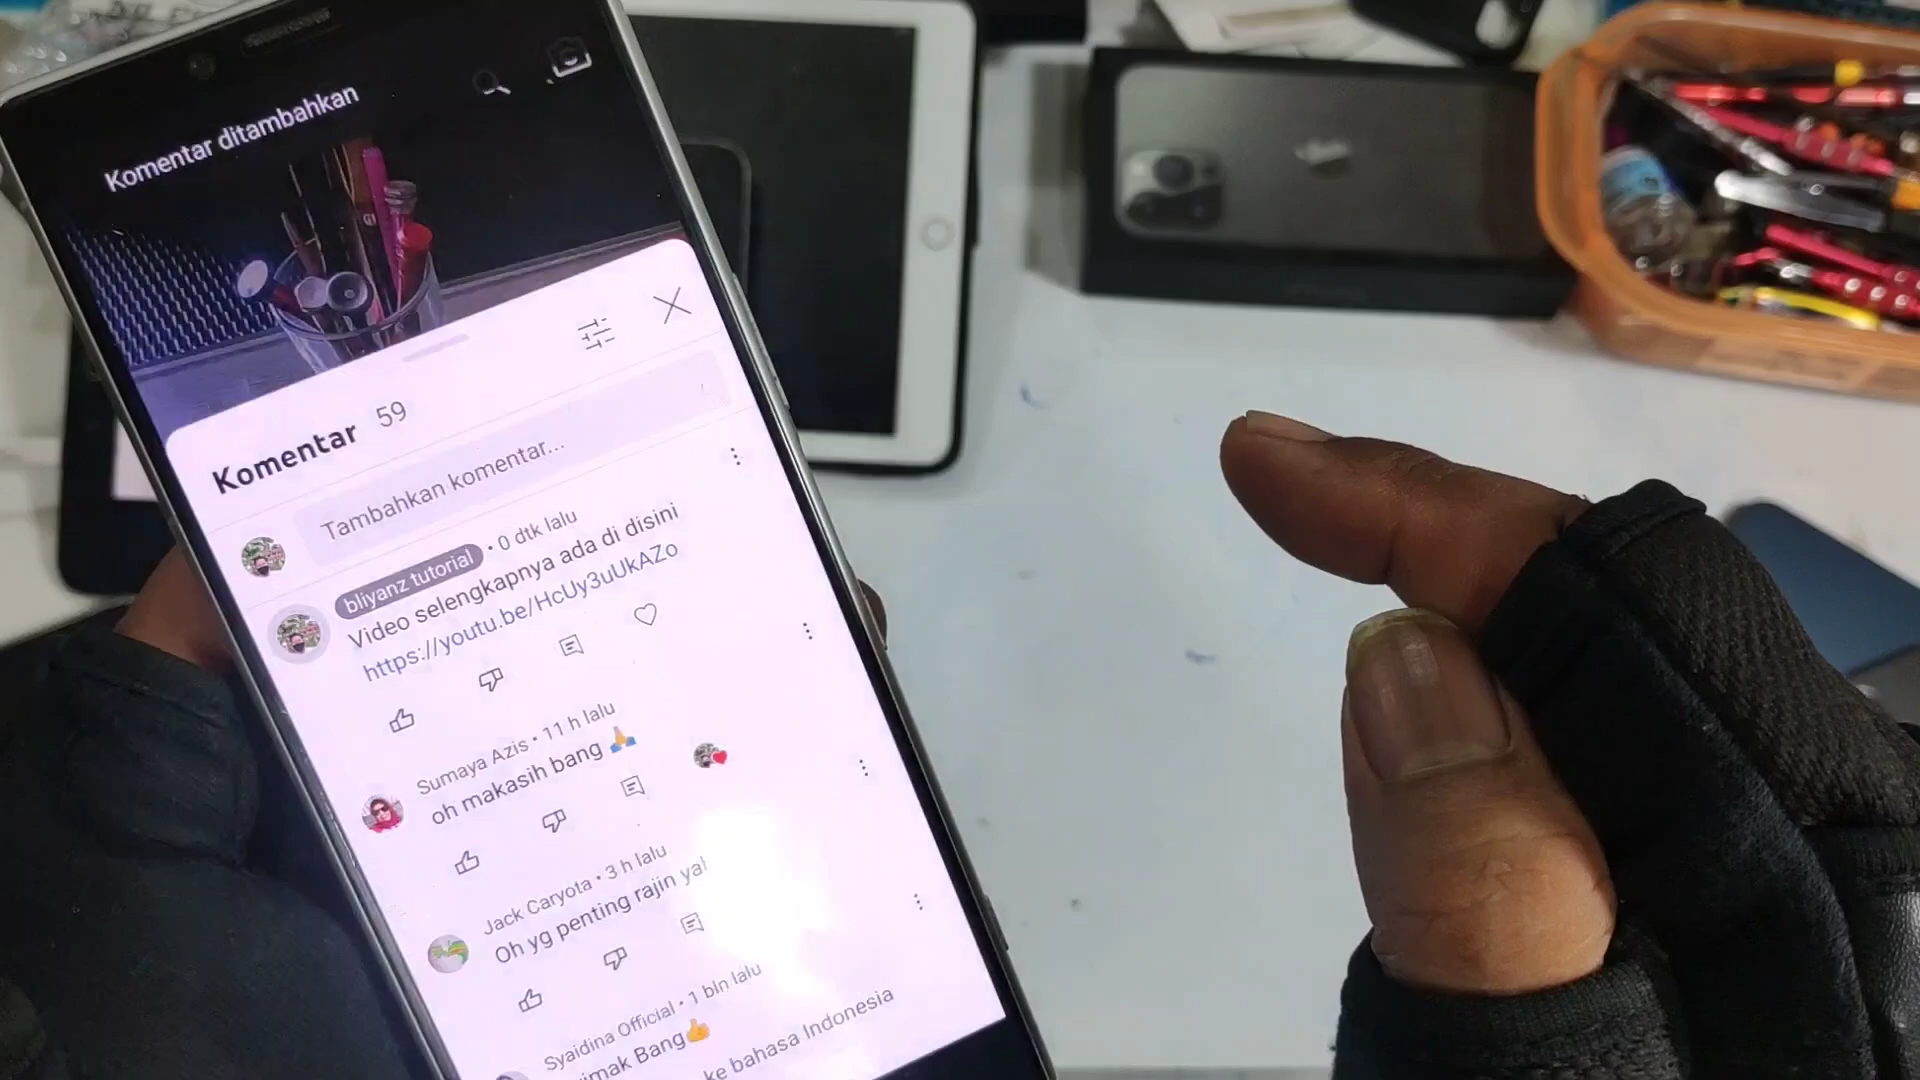 Komentar ditambahkan
Komentar 59
Tambahkan komentar...
bliyanz tutorial • 0 dtk lalu
Video selengkapnya ada di disini
https://youtu.be/HcUy3uUkAZo
Sumaya Azis • 11 h lalu
oh makasih bang 🙏
Jack Caryota • 3 h lalu
Oh yg penting rajin yah
Syaidina Official • 1 bln lalu
Bang👍
ke bahasa Indonesia